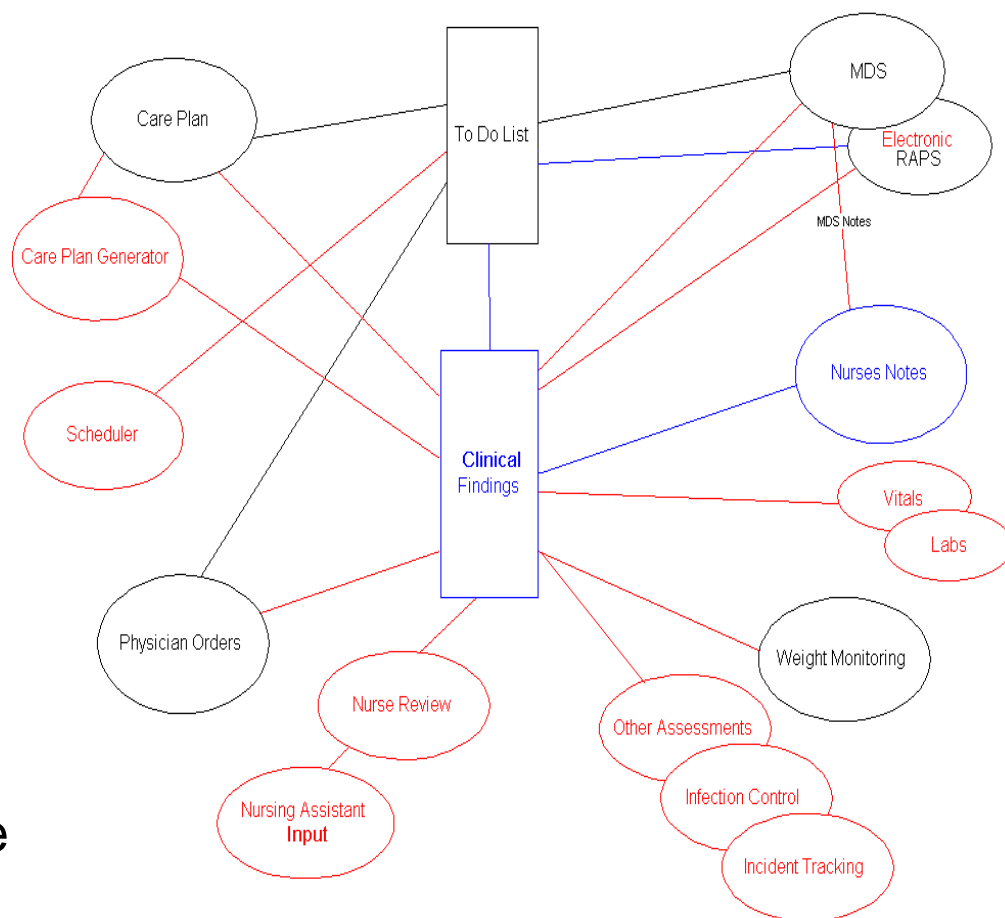 MDS
Care Plan
To Do List
Electronic
RAPS
MDS Notes
Care Plan Generator
Nurses Notes
Scheduler
Clinical
Findings
Vitals
Labs
Physician Orders
Weight Monitoring
Nurse Review
Other Assessments
Infection Control
Nursing Assistant
Input
e
Incident Tracking